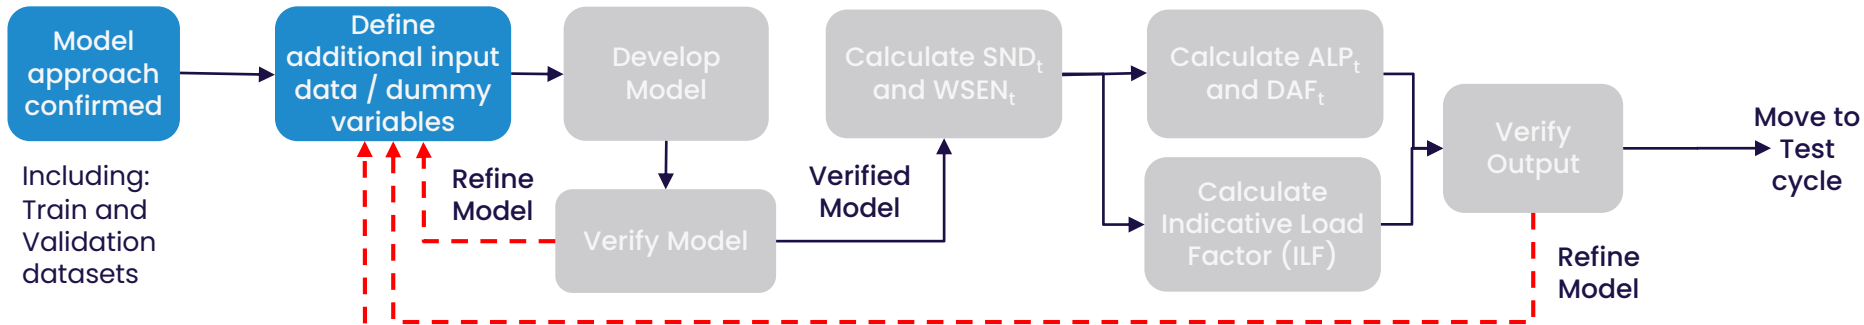 Model
approach
confirmed
Including:
Train and
Validation
datasets
Define
additional input
data / dummy
variables
Develop
Model
Refine
Model
Verify Model
Verified
Model
Calculate SNDₜ
and WSENₜ
Calculate ALPₜ
and DAFₜ
Calculate
Indicative Load
Factor (ILF)
Verify
Output
Refine
Model
Move to
Test
cycle